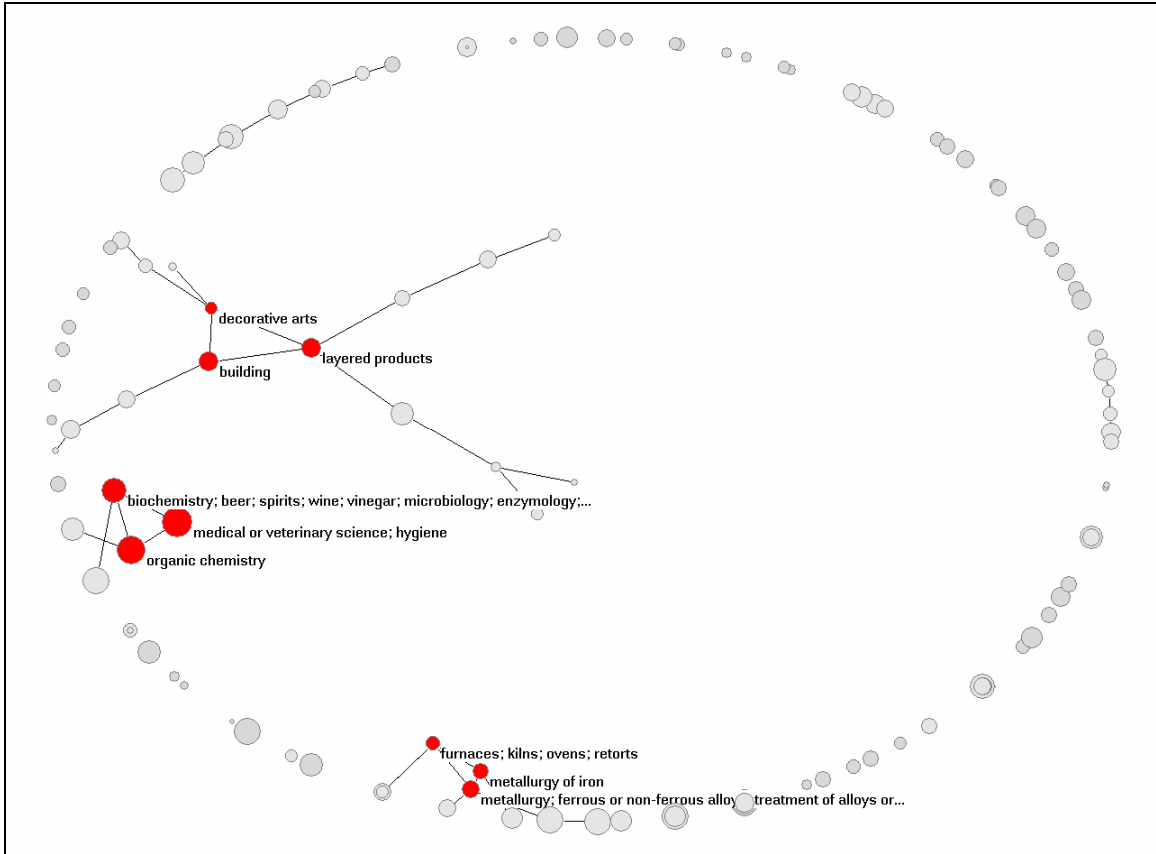 decorative arts
layered products
building
biochemistry; beer; spirits; wine; vinegar; microbiology; enzymology;...
medical or veterinary science; hygiene
organic chemistry
furnaces; kilns; ovens; retorts
metallurgy of iron
metallurgy; ferrous or non-ferrous alloy treatment of alloys or...